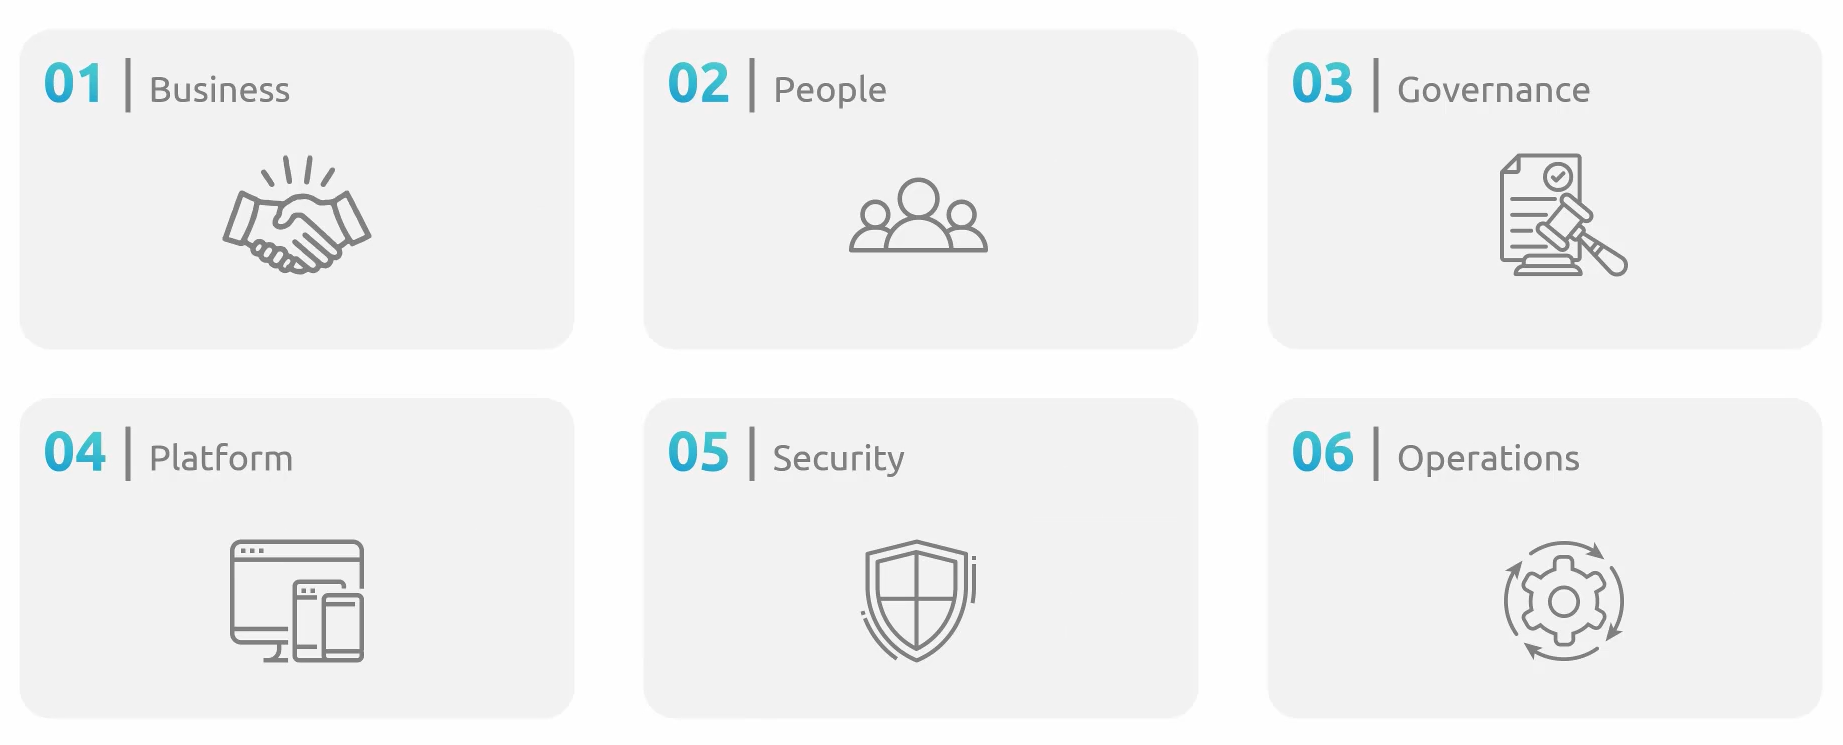 01 | Business
02 | People
03 | Governance
04 | Platform
05 | Security
06 | Operations